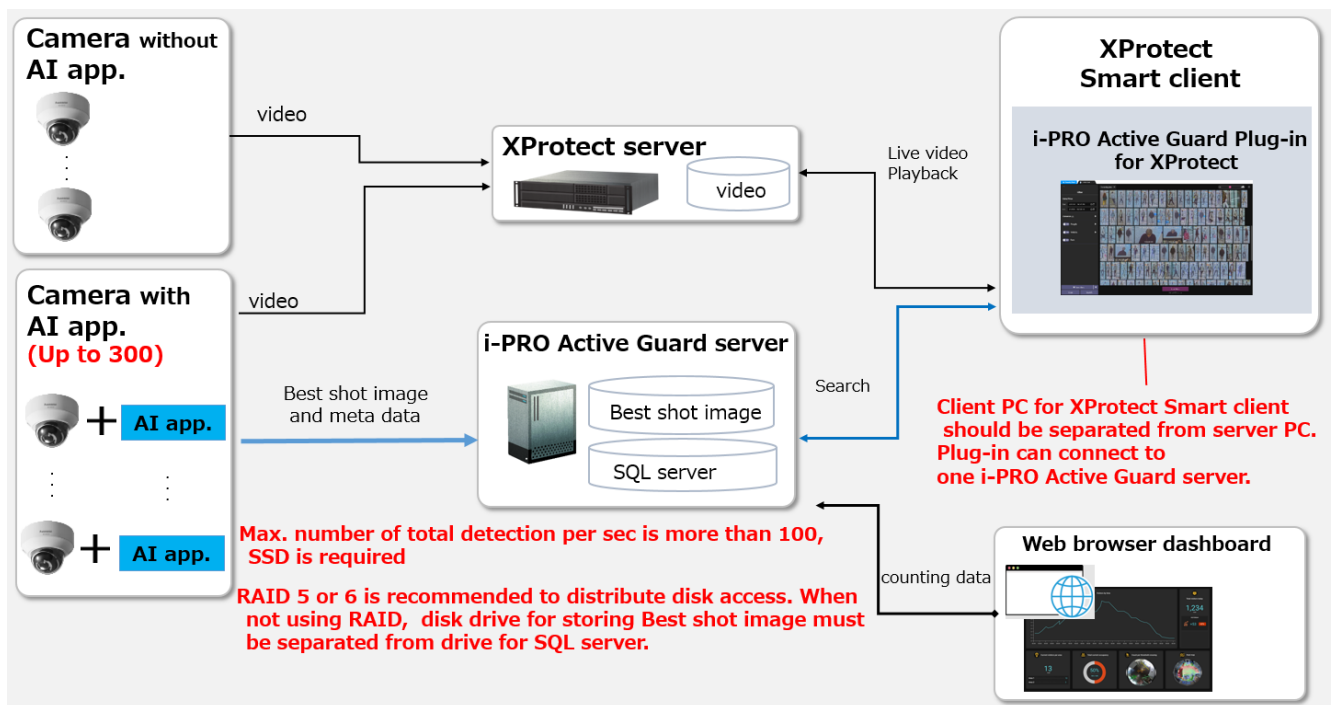 Camera without
AI app.
video
Camera with
AI app.
(Up to 300)
video
AI app.
AI app.
Best shot image
and meta data
XProtect server
video
i-PRO Active Guard server
Best shot image
SQL server
Live video
Playback
Search
XProtect
Smart client
i-PRO Active Guard Plug-in
for XProtect
Client PC for XProtect Smart client
should be separated from server PC.
Plug-in can connect to
one i-PRO Active Guard server.
Max. number of total detection per sec is more than 100,
SSD is required
RAID 5 or 6 is recommended to distribute disk access. When
not using RAID, disk drive for storing Best shot image must
be separated from drive for SQL server.
counting data
Web browser dashboard
1,234
13